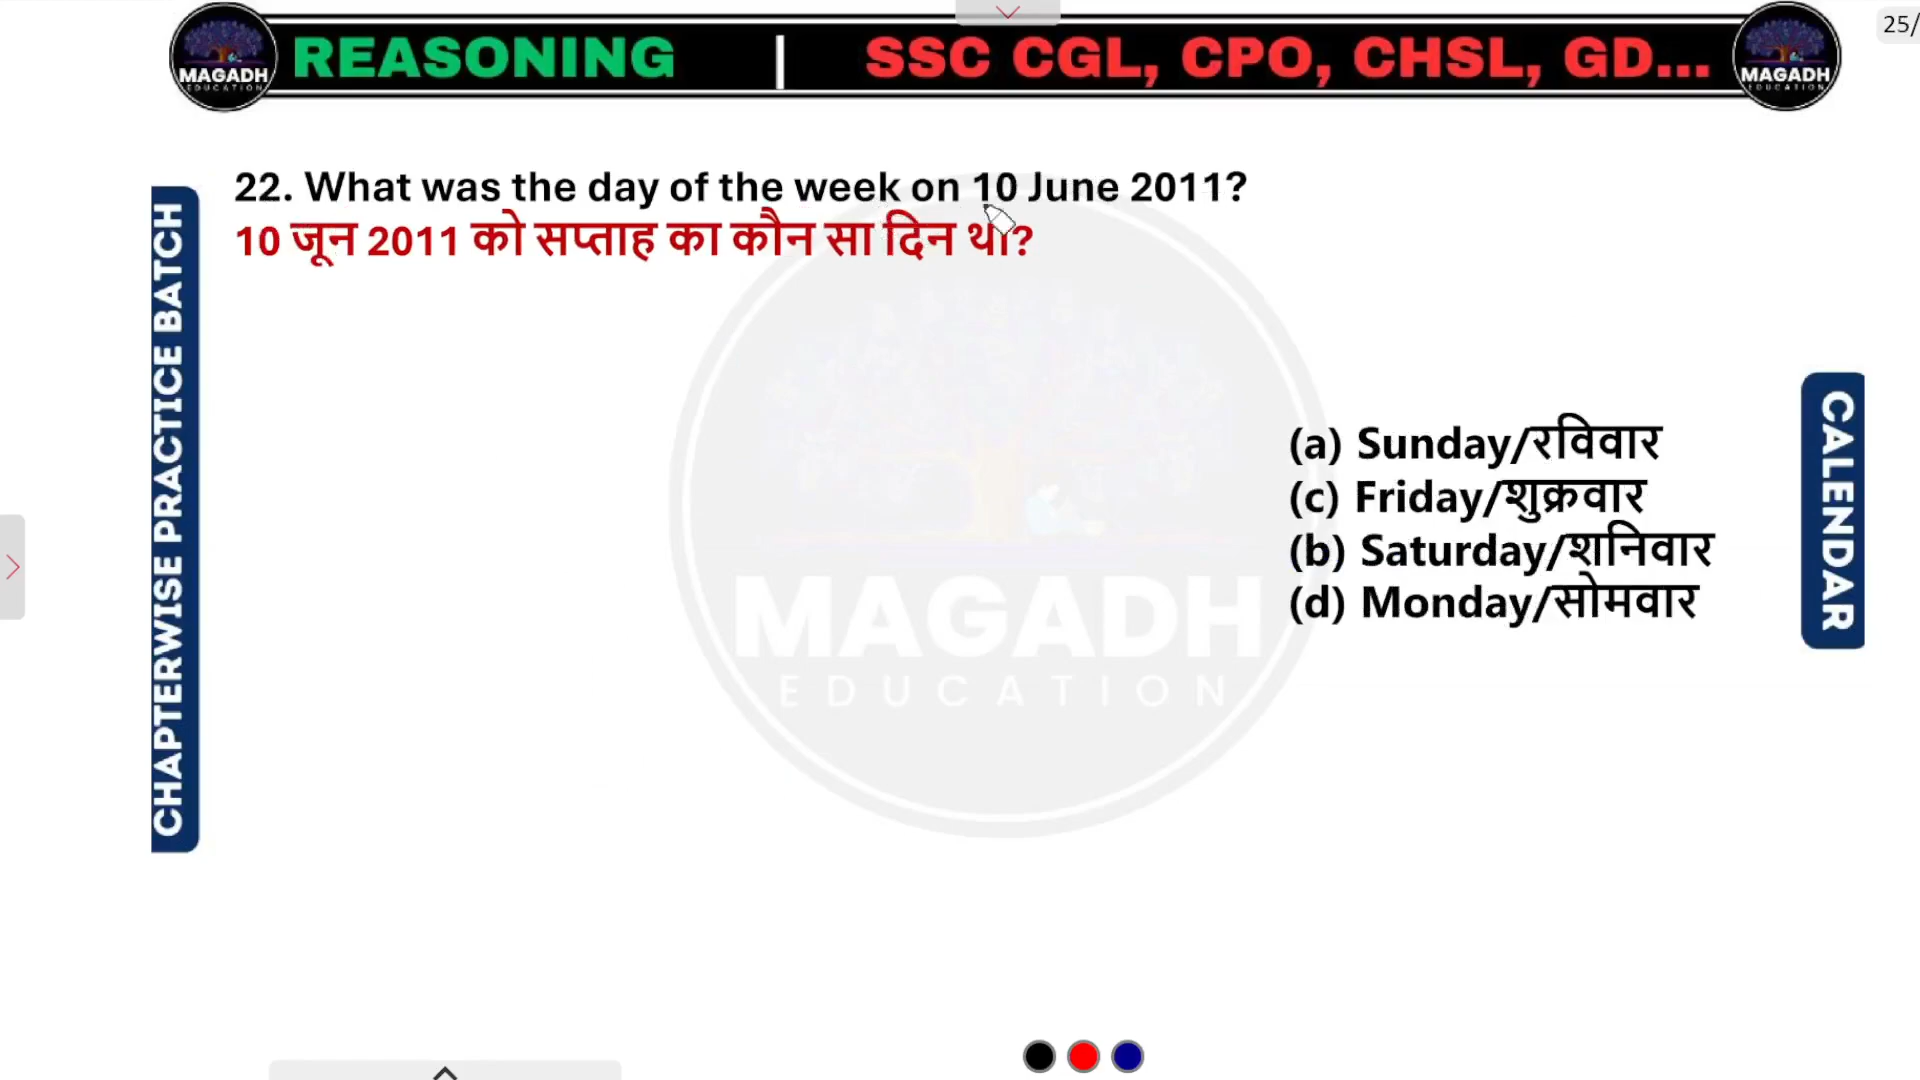 MAGADH
EDUCATION
REASONING | SSC CGL, CPO, CHSL, GD...
MAGADH
EDUCATION
25/
22. What was the day of the week on 10 June 2011?
10 जून 2011 को सप्ताह का कौन सा दिन था?
CHAPTERWISE PRACTICE BATCH
(a) Sunday/रविवार
(c) Friday/शुक्रवार
(b) Saturday/शनिवार
(d) Monday/सोमवार
CALENDAR
MAGADH
EDUCATION